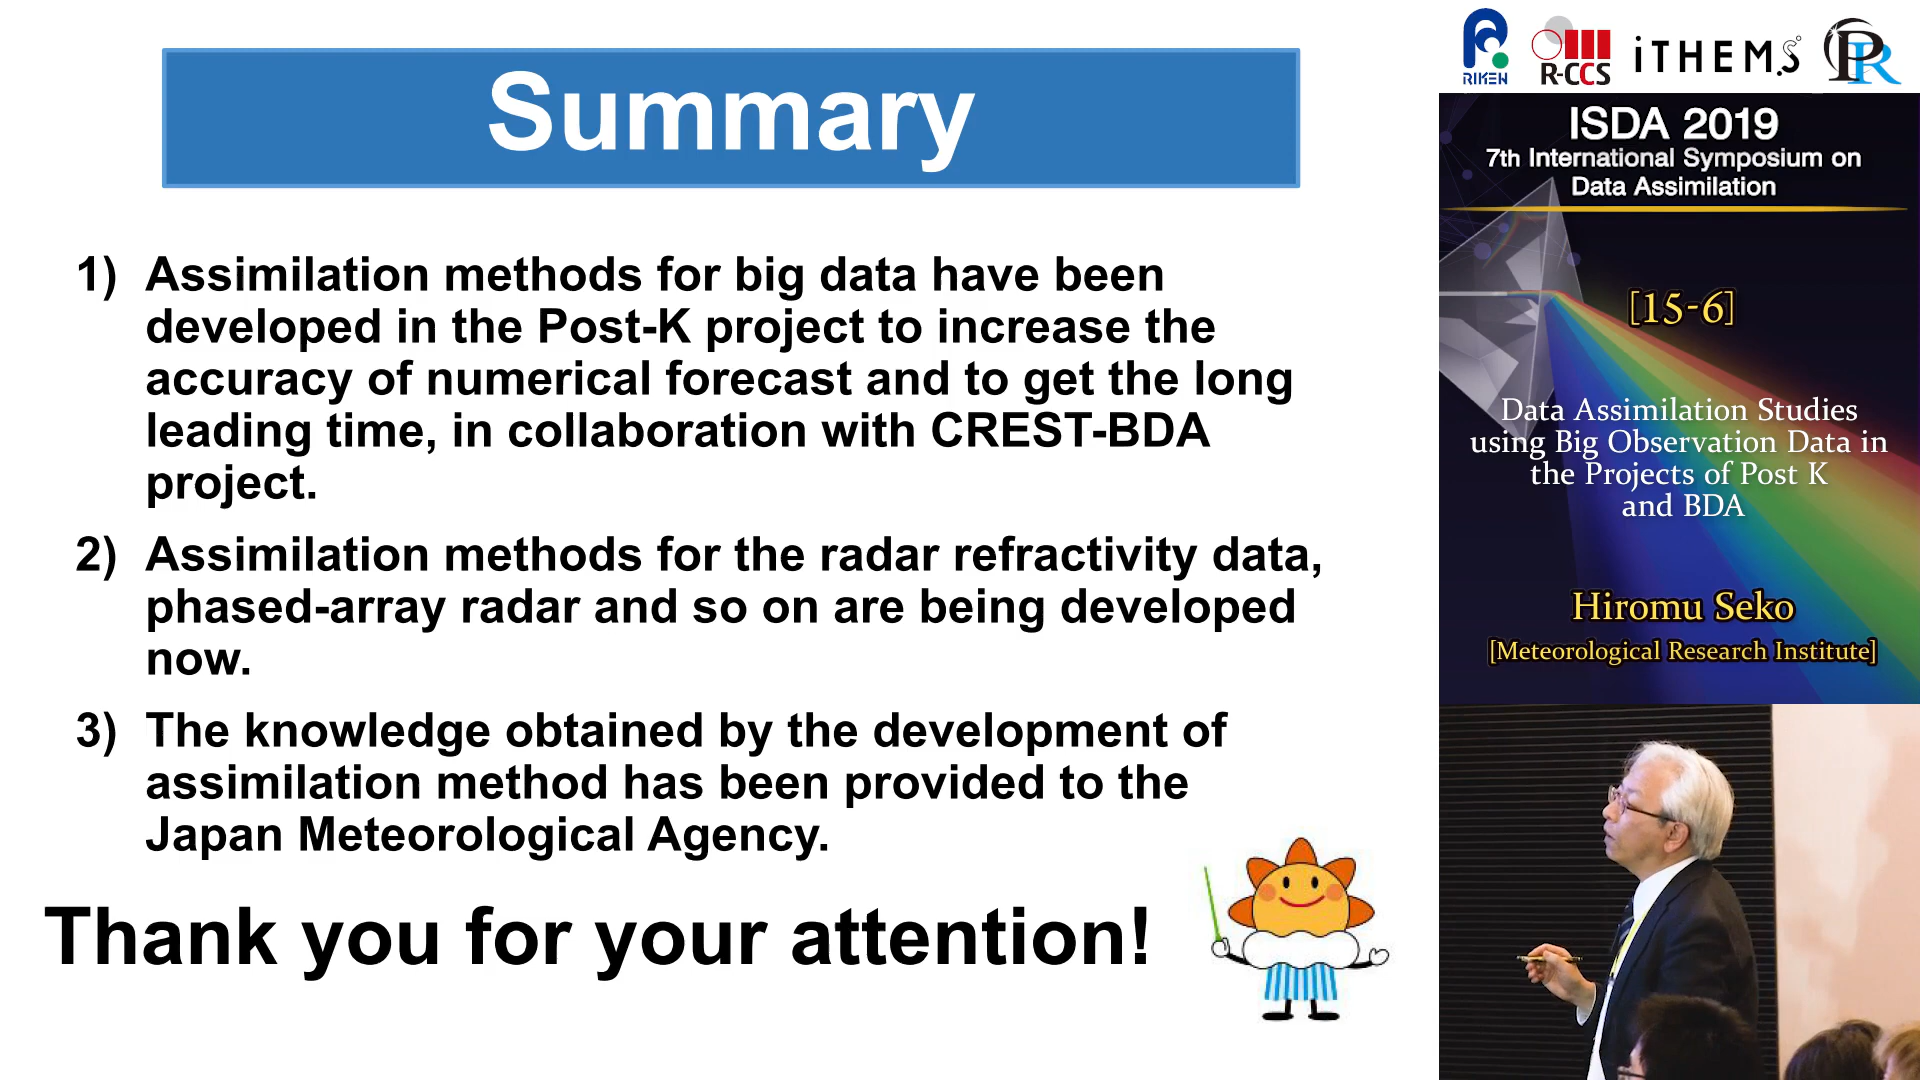 Summary
1) Assimilation methods for big data have been
developed in the Post-K project to increase the
accuracy of numerical forecast and to get the long
leading time, in collaboration with CREST-BDA
project.
2) Assimilation methods for the radar refractivity data,
phased-array radar and so on are being developed
now.
3) The knowledge obtained by the development of
assimilation method has been provided to the
Japan Meteorological Agency.
Thank you for your attention!
RIKEN
R-CCS
iTHEMS
PR
ISDA 2019
7th International Symposium on
Data Assimilation
[15-6]
Data Assimilation Studies
using Big Observation Data in
the Projects of Post K
and BDA
Hiromu Seko
[Meteorological Research Institute]